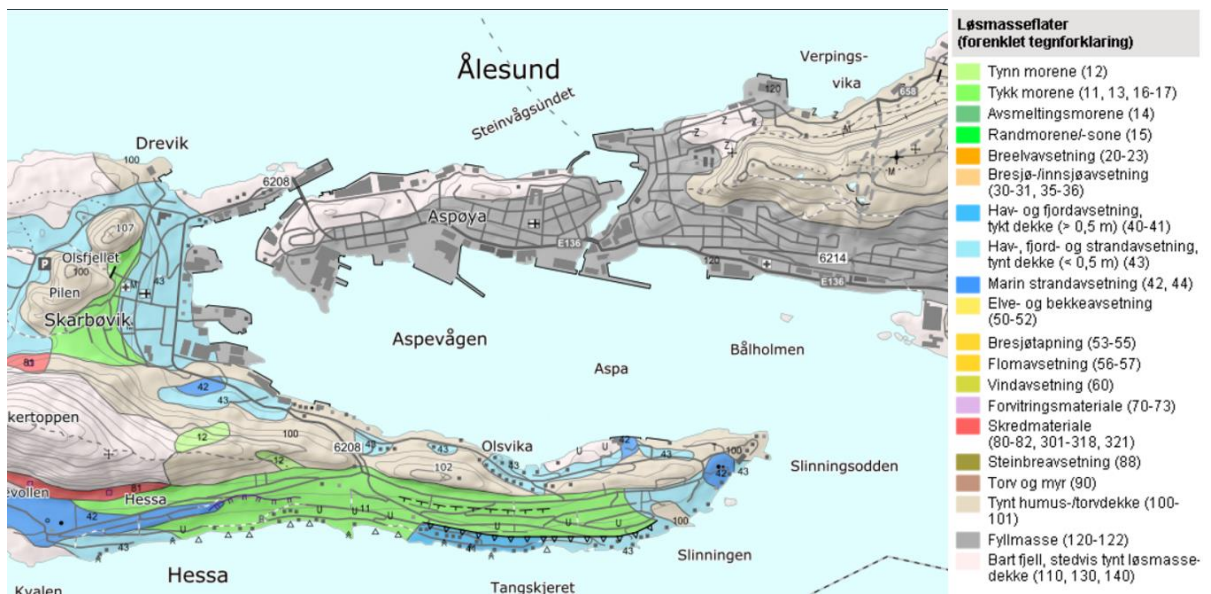 Ålesund
Verpings-
vika
Steinvågsundet
658
120
Drevik
100
6208
107
Aspøya
Olsfjellet
E136
P
100
43
6214
120
Pilen
E136
Skarbøvik
Aspevågen
Bålholmen
Aspa
81
42
43
kertoppen
12
100
6208
Olsvika
43
42
100
12
102
43
Slinningsodden
42
43
81
evollen
Hessa
42
11
100
43
43
43
Slinningen
Hessa
Tangskjeret
Kvalen
Løsmasseflater
(forenklet tegnforklaring)
Tynn morene (12)
Tykk morene (11, 13, 16-17)
Avsmeltingsmorene (14)
Randmorene/-sone (15)
Breelvavsetning (20-23)
Bresjø-/innsjøavsetning
(30-31, 35-36)
Hav- og fjordavsetning,
tykt dekke (> 0,5 m) (40-41)
Hav-, fjord- og strandavsetning,
tynt dekke (< 0,5 m) (43)
Marin strandavsetning (42, 44)
Elve- og bekkeavsetning
(50-52)
Bresjøtapning (53-55)
Flomavsetning (56-57)
Vindavsetning (60)
Forvitringsmateriale (70-73)
Skredmateriale
(80-82, 301-318, 321)
Steinbreavsetning (88)
Torv og myr (90)
Tynt humus-/torvdekke (100-
101)
Fyllmasse (120-122)
Bart fjell, stedvis tynt løsmasse-
dekke (110, 130, 140)